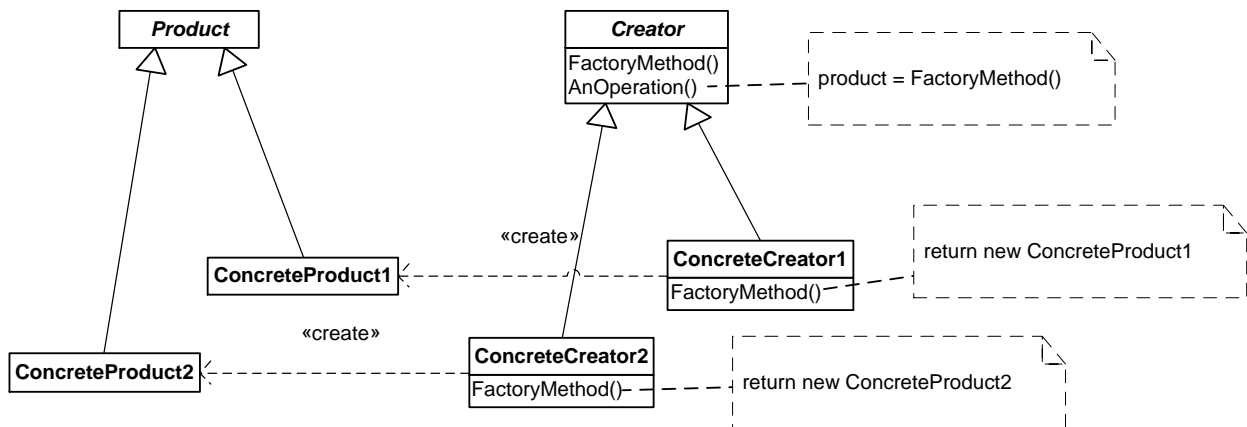 Product
Creator
FactoryMethod()
AnOperation()
product = FactoryMethod()
«create»
ConcreteProduct1
ConcreteCreator1
FactoryMethod()
return new ConcreteProduct1
«create»
ConcreteProduct2
ConcreteCreator2
FactoryMethod()
return new ConcreteProduct2